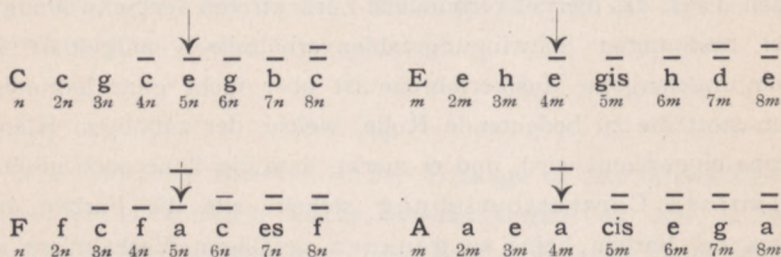 C c g c e g b c E e h e gis h d e
n 2n 3n 4n 5n 6n 7n 8n m 2m 3m 4m 5m 6m 7m 8m
F f c f a c es f A a e a cis e g a
n 2n 3n 4n 5n 6n 7n 8n m 2m 3m 4m 5m 6m 7m 8m